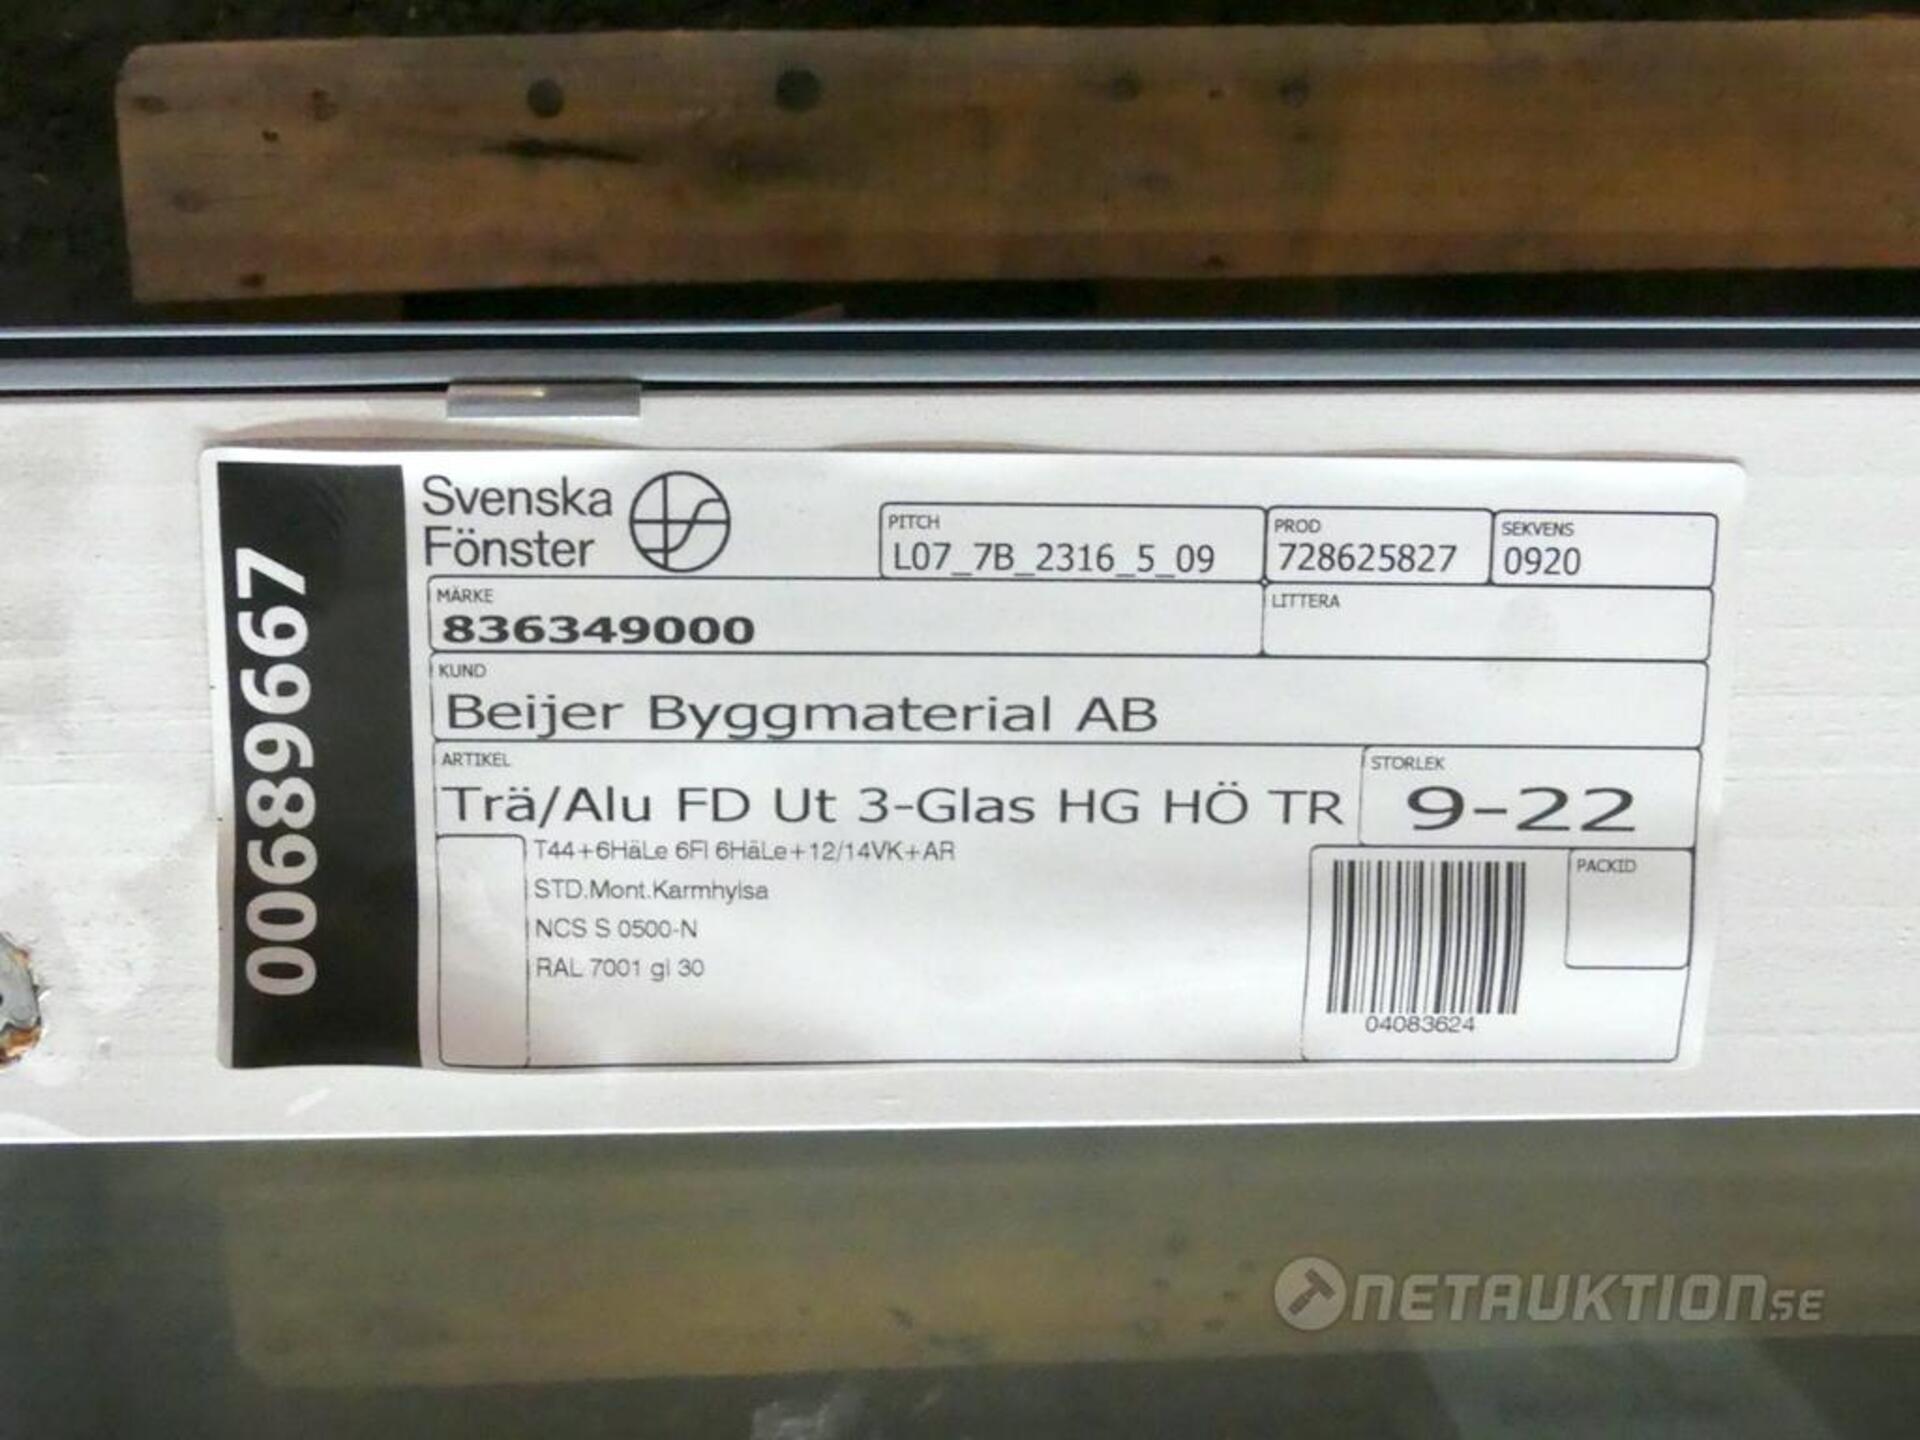 00689667
Svenska
Fönster
PITCH
L07_7B_2316_5_09
PROD
728625827
SEKVENS
0920
MÄRKE
836349000
LITTERA
KUND
Beijer Byggmaterial AB
ARTIKEL
Trä/Alu FD Ut 3-Glas HG HÖ TR
STORLEK
9-22
T44+6HäLe 6Fl 6HäLe+12/14VK+AR
STD.Mont.Karmhylsa
NCS S 0500-N
RAL 7001 gl 30
04083624
PACKID
NETAUKTION.SE